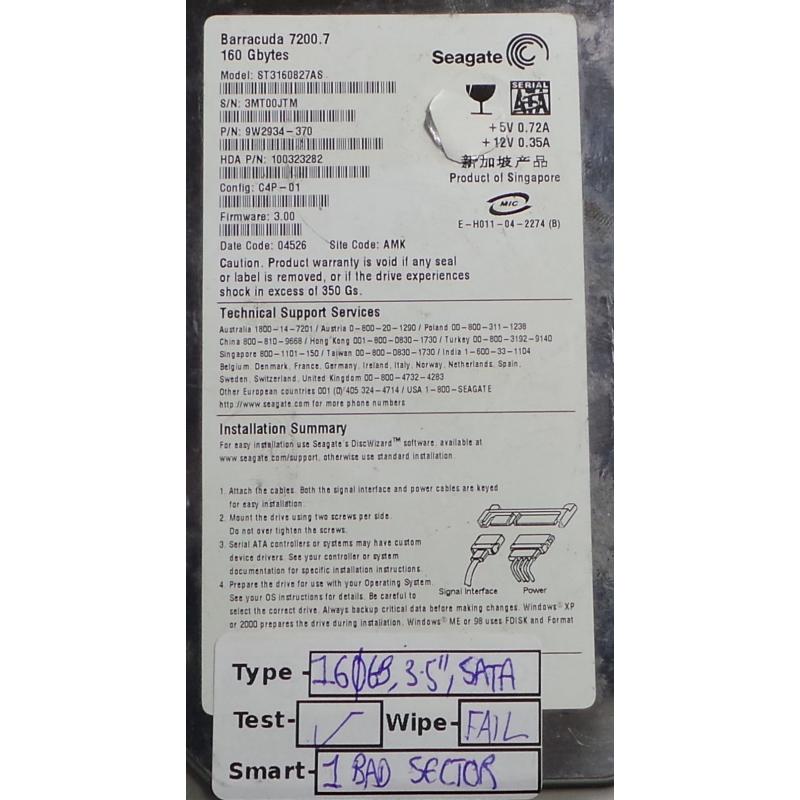 Barracuda 7200.7
160 Gbytes
Seagate
Model: ST3160827AS
S/N: 3MT00JTM
P/N: 9W2934-370
HDA P/N: 100323282
Config: C4P-01
Firmware: 3.00
Date Code: 04526 Site Code: AMK
SERIAL
ATA
+5V 0.72A
+12V 0.35A
新加坡产品
Product of Singapore
MIC
E-H011-04-2274 (B)
Caution. Product warranty is void if any seal
or label is removed, or if the drive experiences
shock in excess of 350 Gs.
Technical Support Services
Australia 1800-14-7201 / Austria 0-800-20-1290 / Poland 00-800-311-1238
China 800-810-9668 / Hong Kong 001-800-0830-1730 / Turkey 00-800-3192-9140
Singapore 800-1101-150 / Taiwan 00-800-0830-1730 / India 1-600-33-1104
Belgium, Denmark, France, Germany, Ireland, Italy, Norway, Netherlands, Spain,
Sweden, Switzerland, United Kingdom 00-800-4732-4283
Other European countries 001 (0)/405 324-4714 / USA 1-800-SEAGATE
http://www.seagate.com for more phone numbers
Installation Summary
For easy installation use Seagate's DiscWizard™ software, available at
www.seagate.com/support, otherwise use standard installation.
1. Attach the cables. Both the signal interface and power cables are keyed
for easy installation.
2. Mount the drive using two screws per side.
Do not over tighten the screws.
3. Serial ATA controllers or systems may have custom
device drivers. See your controller or system
documentation for specific installation instructions.
4. Prepare the drive for use with your Operating System.
See your OS instructions for details. Be careful to
select the correct drive. Always backup critical data before making changes. Windows® XP
or 2000 prepares the drive during installation. Windows® ME or 98 uses FDISK and Format
Signal Interface Power
Type - 160GB, 3.5", SATA
Test- ✓ Wipe- FAIL
Smart- 1 BAD SECTOR